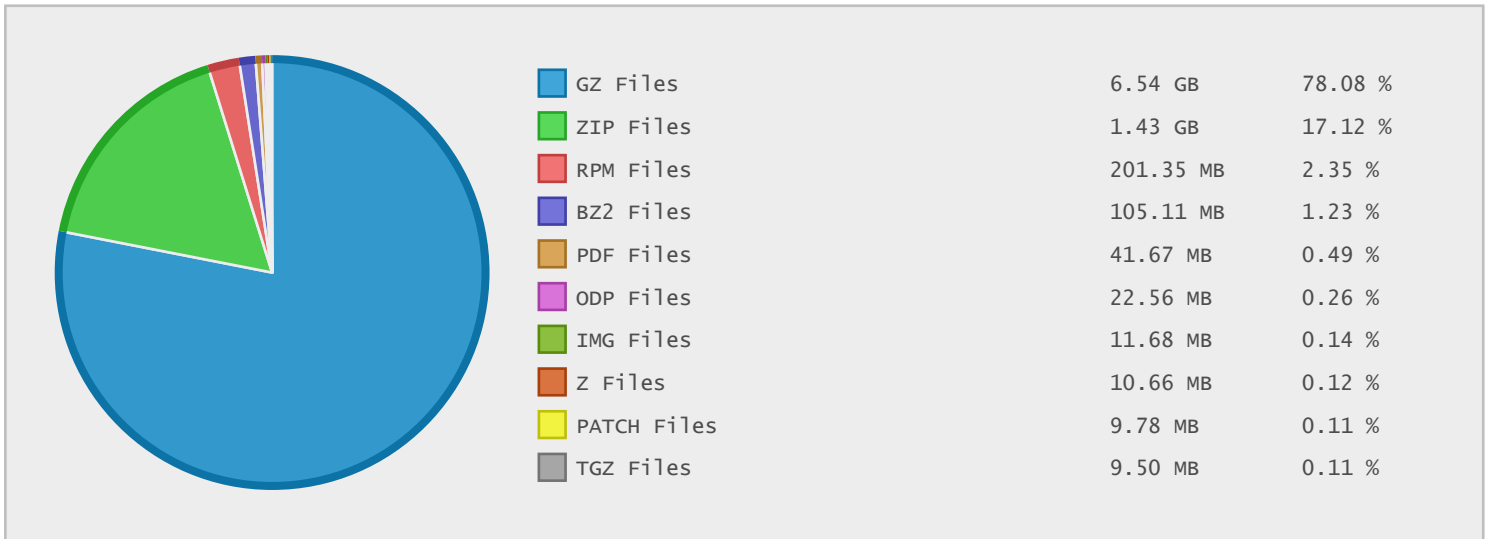 GZ Files 6.54 GB 78.08 %
ZIP Files 1.43 GB 17.12 %
RPM Files 201.35 MB 2.35 %
BZ2 Files 105.11 MB 1.23 %
PDF Files 41.67 MB 0.49 %
ODP Files 22.56 MB 0.26 %
IMG Files 11.68 MB 0.14 %
Z Files 10.66 MB 0.12 %
PATCH Files 9.78 MB 0.11 %
TGZ Files 9.50 MB 0.11 %